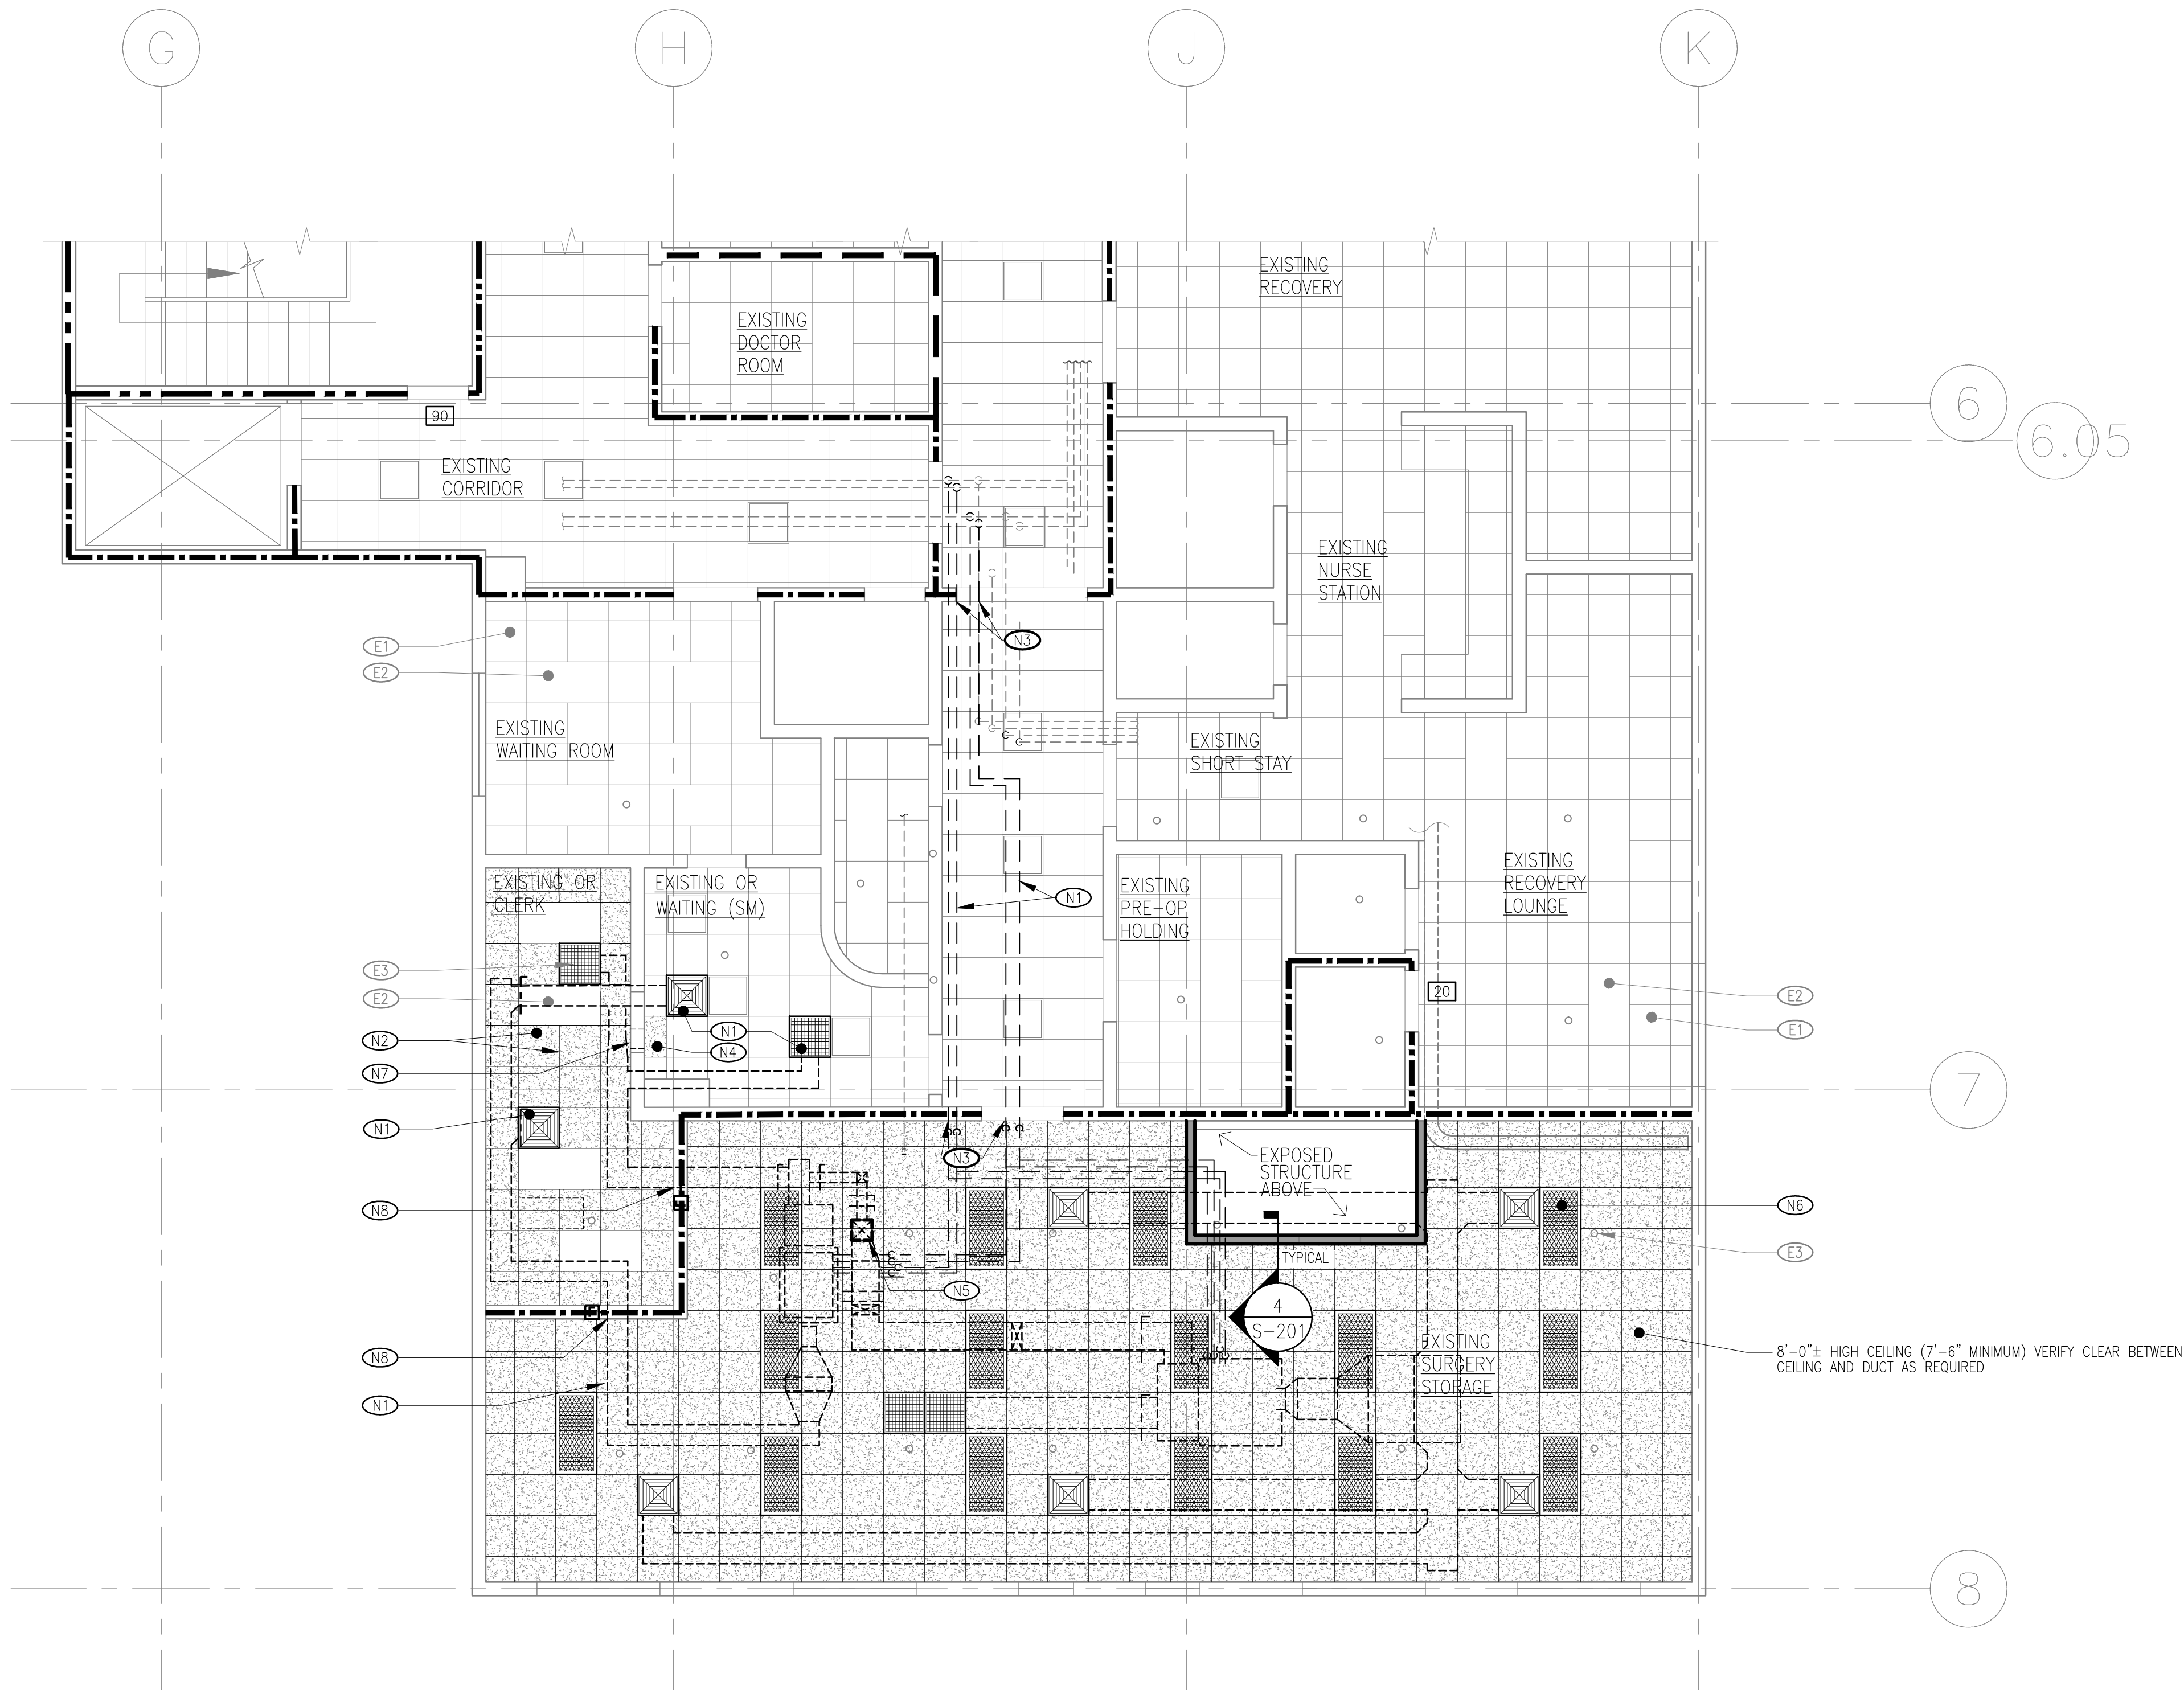 G
H
J
K
EXISTING
RECOVERY
EXISTING
DOCTOR
ROOM
6
90
6.05
EXISTING
CORRIDOR
EXISTING
NURSE
STATION
E1
N3
E2
EXISTING
WAITING ROOM
EXISTING
SHORT STAY
EXISTING
RECOVERY
LOUNGE
EXISTING OR
CLERK
EXISTING OR
WAITING (SM)
EXISTING
PRE-OP
HOLDING
N1
E3
20
E2
E2
N1
E1
N2
N4
N7
7
N1
N3
EXPOSED
STRUCTURE
ABOVE
N8
N6
E3
TYPICAL
N5
4
S-201
EXISTING
SURGERY
STORAGE
N8
8'-0"± HIGH CEILING (7'-6" MINIMUM) VERIFY CLEAR BETWEEN
CEILING AND DUCT AS REQUIRED
N1
8